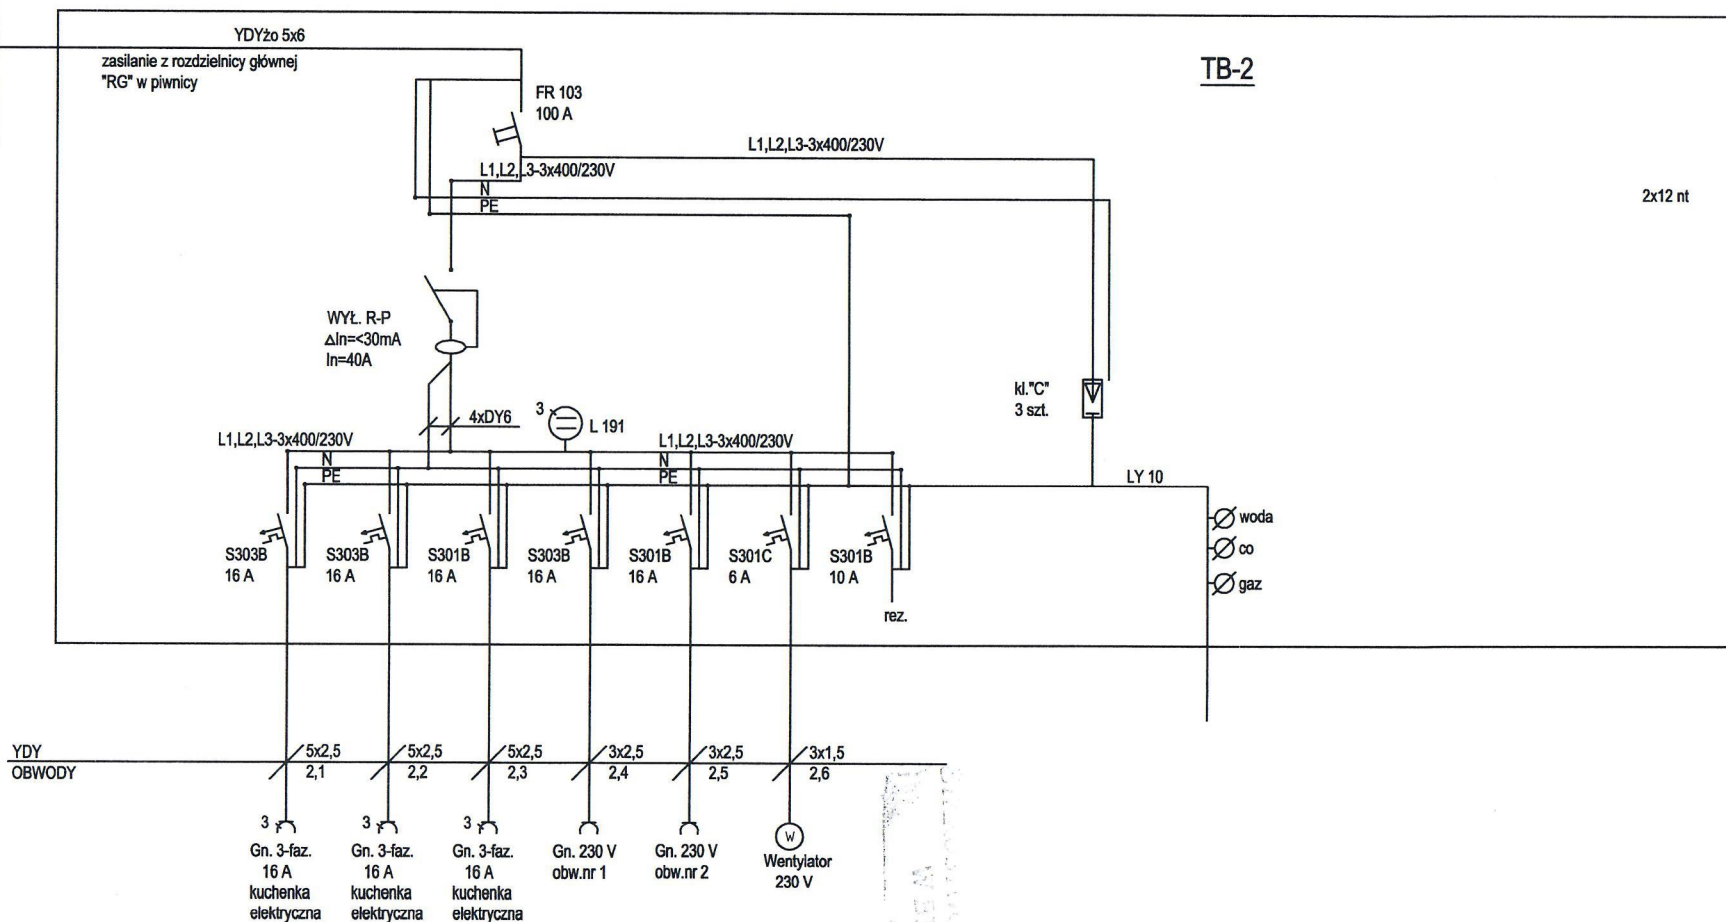 YDYżo 5x6
zasilanie z rozdzielnicy głównej
"RG" w piwnicy
TB-2
FR 103
100 A
L1,L2,L3-3x400/230V
L1,L2,L3-3x400/230V
N
PE
2x12 nt
WYŁ. R-P
ΔIn=<30mA
In=40A
kl."C"
3 szt.
4xDY6
3
L 191
L1,L2,L3-3x400/230V
N
PE
L1,L2,L3-3x400/230V
N
PE
LY 10
woda
co
gaz
S303B
16 A
S303B
16 A
S301B
16 A
S303B
16 A
S301B
16 A
S301C
6 A
S301B
10 A
rez.
YDY
OBWODY
5x2,5
2,1
5x2,5
2,2
5x2,5
2,3
3x2,5
2,4
3x2,5
2,5
3x1,5
2,6
3
Gn. 3-faz.
16 A
kuchenka
elektryczna
3
Gn. 3-faz.
16 A
kuchenka
elektryczna
3
Gn. 3-faz.
16 A
kuchenka
elektryczna
Gn. 230 V
obw.nr 1
Gn. 230 V
obw.nr 2
W
Wentylator
230 V